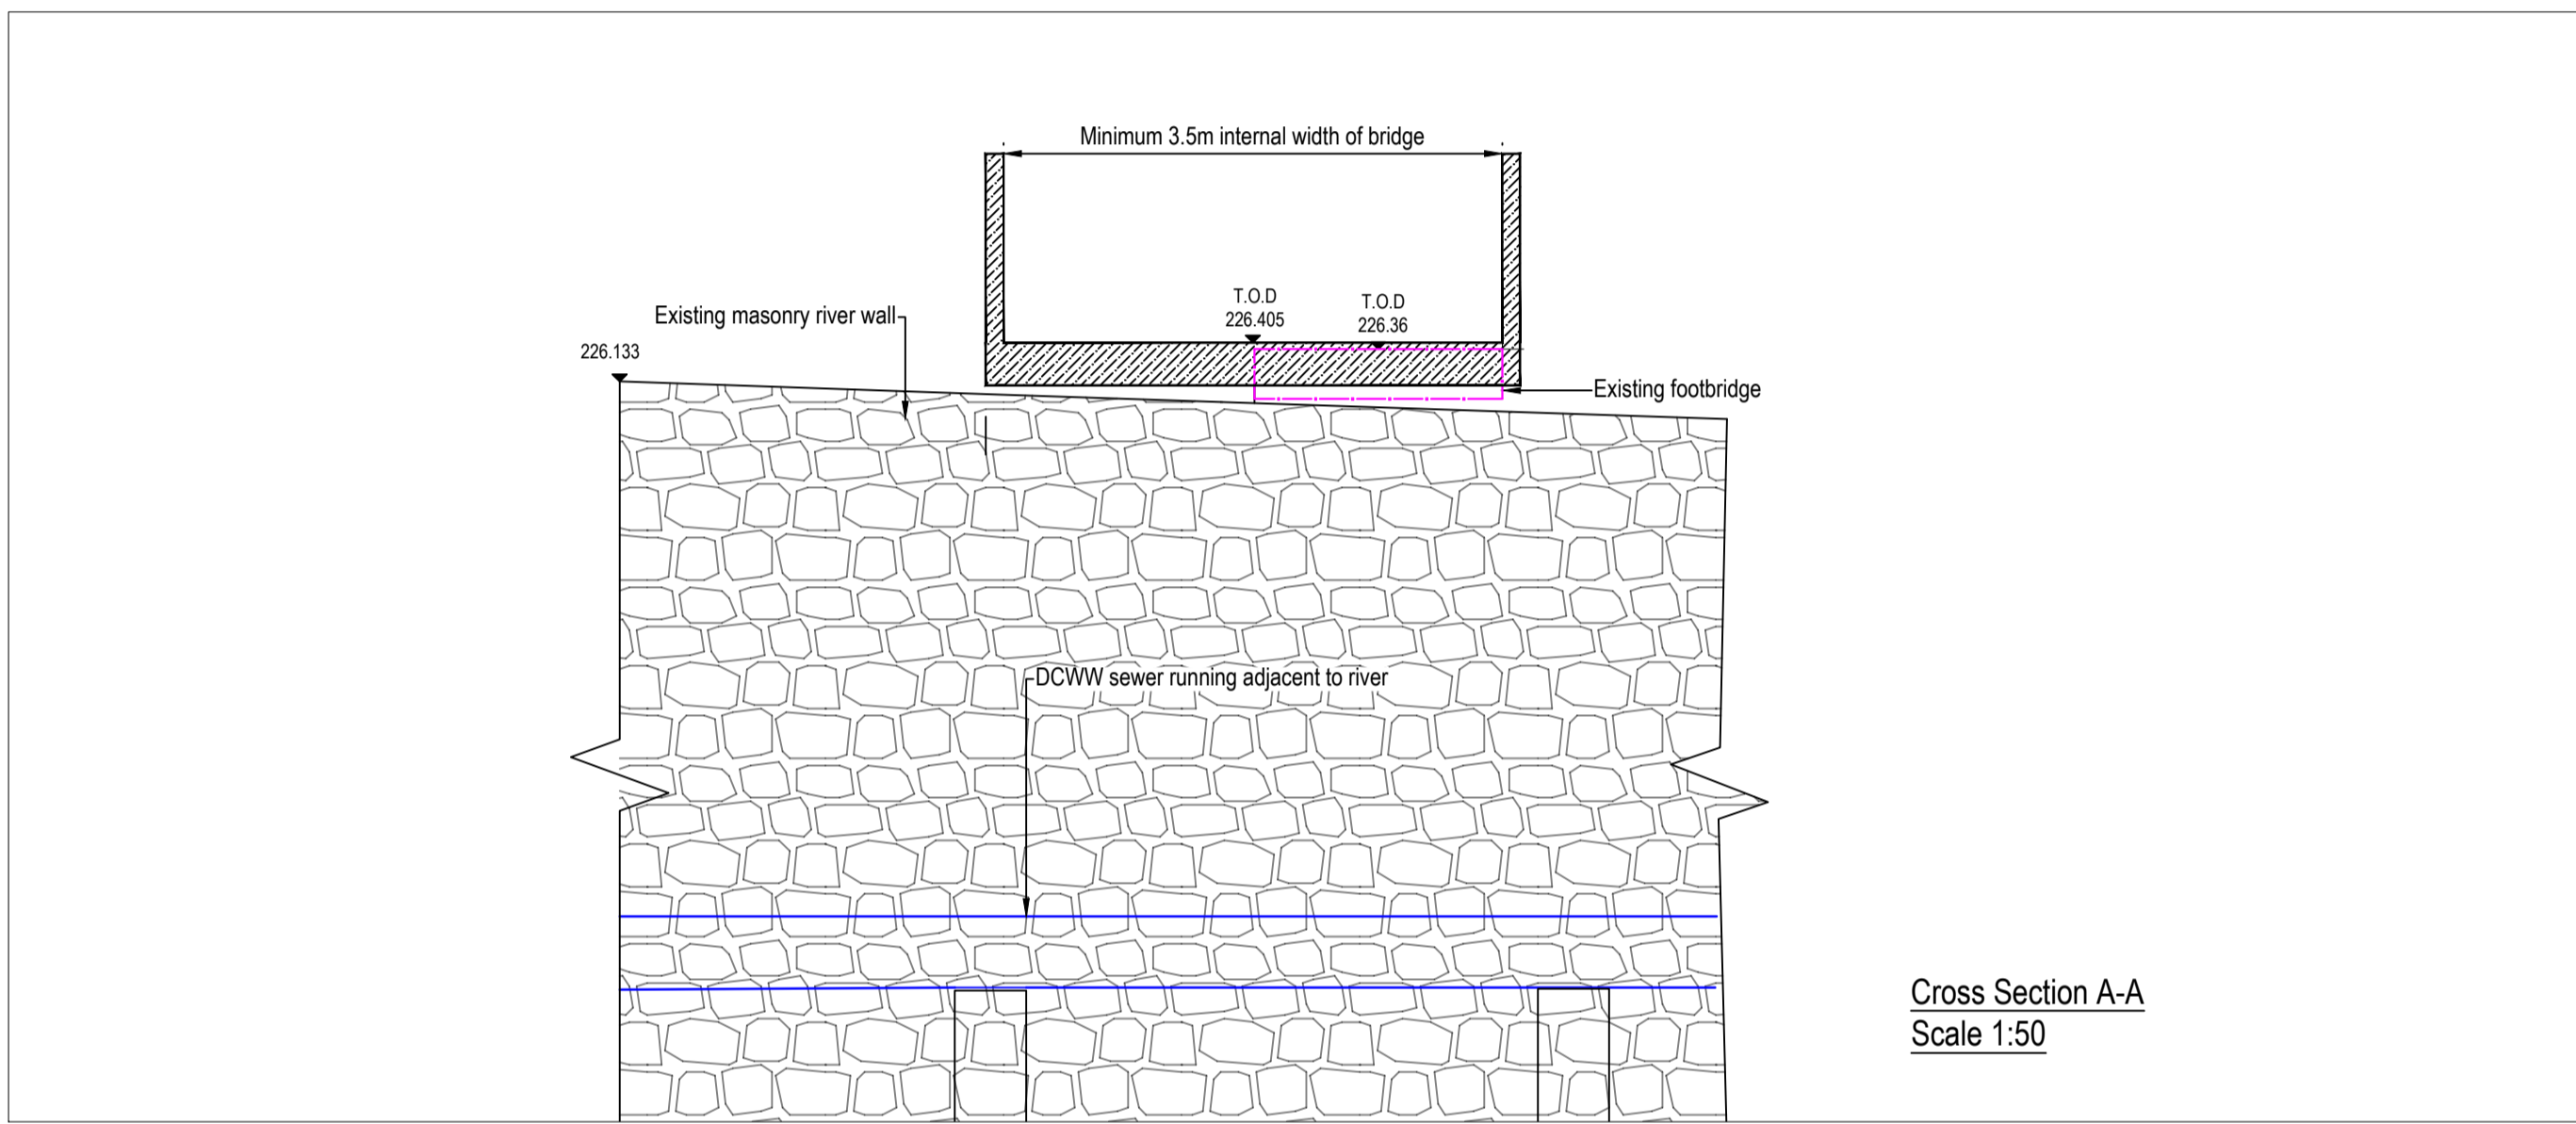 Minimum 3.5m internal width of bridge
T.O.D
226.405
T.O.D
226.36
Existing masonry river wall
226.133
Existing footbridge
DCWW sewer running adjacent to river
Cross Section A-A
Scale 1:50